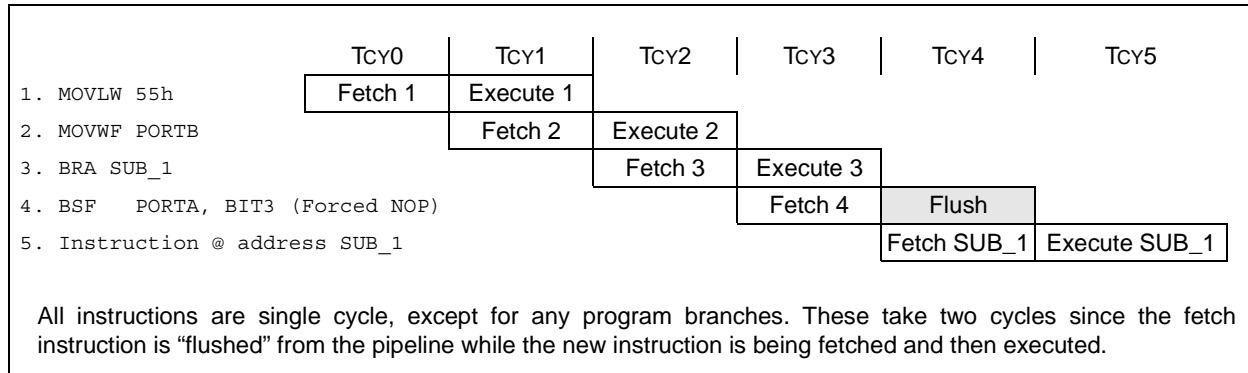 TCY0 TCY1 TCY2 TCY3 TCY4 TCY5
1. MOVLW 55h Fetch 1 Execute 1
2. MOVWF PORTB Fetch 2 Execute 2
3. BRA SUB_1 Fetch 3 Execute 3
4. BSF PORTA, BIT3 (Forced NOP) Fetch 4 Flush
5. Instruction @ address SUB_1 Fetch SUB_1 Execute SUB_1
All instructions are single cycle, except for any program branches. These take two cycles since the fetch
instruction is “flushed” from the pipeline while the new instruction is being fetched and then executed.